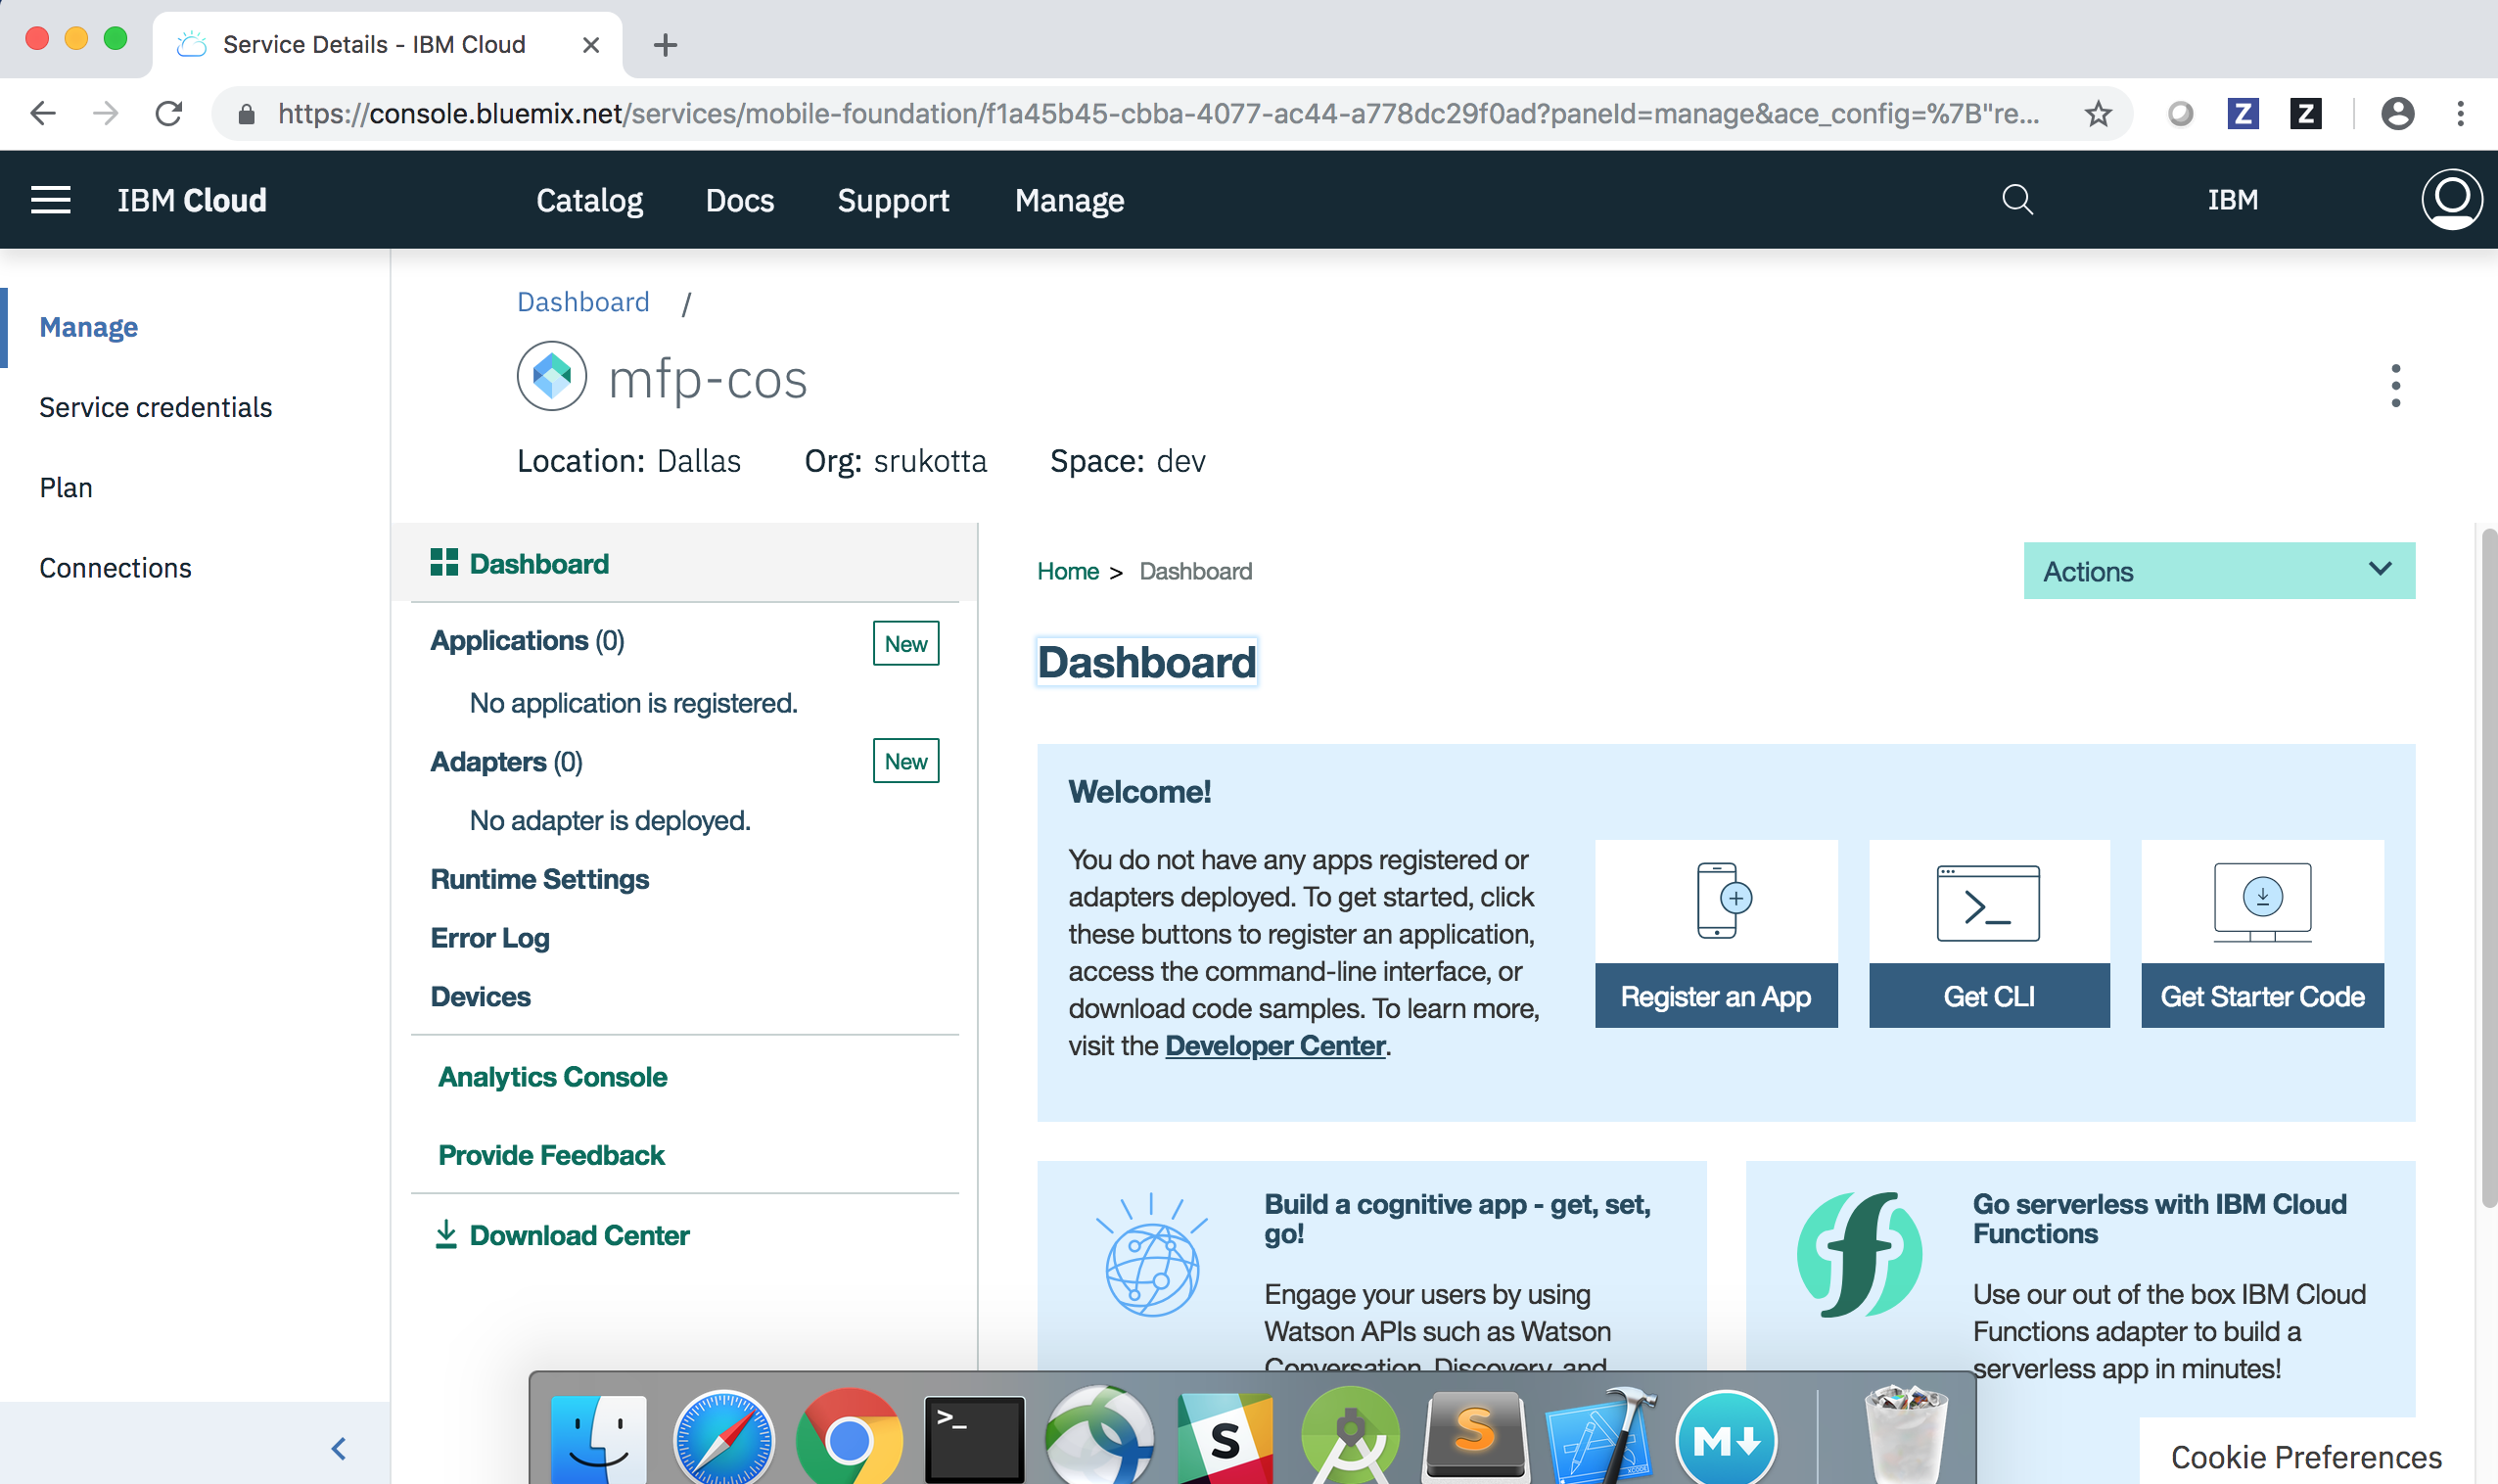 Service Details - IBM Cloud
https://console.bluemix.net/services/mobile-foundation/f1a45b45-cbba-4077-ac44-a778dc29f0ad?paneId=manage&ace_config=%7B"re...
Z
Z
IBM Cloud
Catalog
Docs
Support
Manage
IBM
Manage
Service credentials
Plan
Connections
Dashboard /
mfp-cos
Location: Dallas
Org: srukotta
Space: dev
Dashboard
Applications (0)
New
No application is registered.
Adapters (0)
New
No adapter is deployed.
Runtime Settings
Error Log
Devices
Analytics Console
Provide Feedback
Download Center
Home > Dashboard
Actions
Dashboard
Welcome!
You do not have any apps registered or
adapters deployed. To get started, click
these buttons to register an application,
access the command-line interface, or
download code samples. To learn more,
visit the Developer Center.
Register an App
Get CLI
Get Starter Code
Build a cognitive app - get, set,
go!
Engage your users by using
Watson APIs such as Watson
Conversation, Discovery, and
Go serverless with IBM Cloud
Functions
Use our out of the box IBM Cloud
Functions adapter to build a
serverless app in minutes!
>_
S
S
M
Cookie Preferences